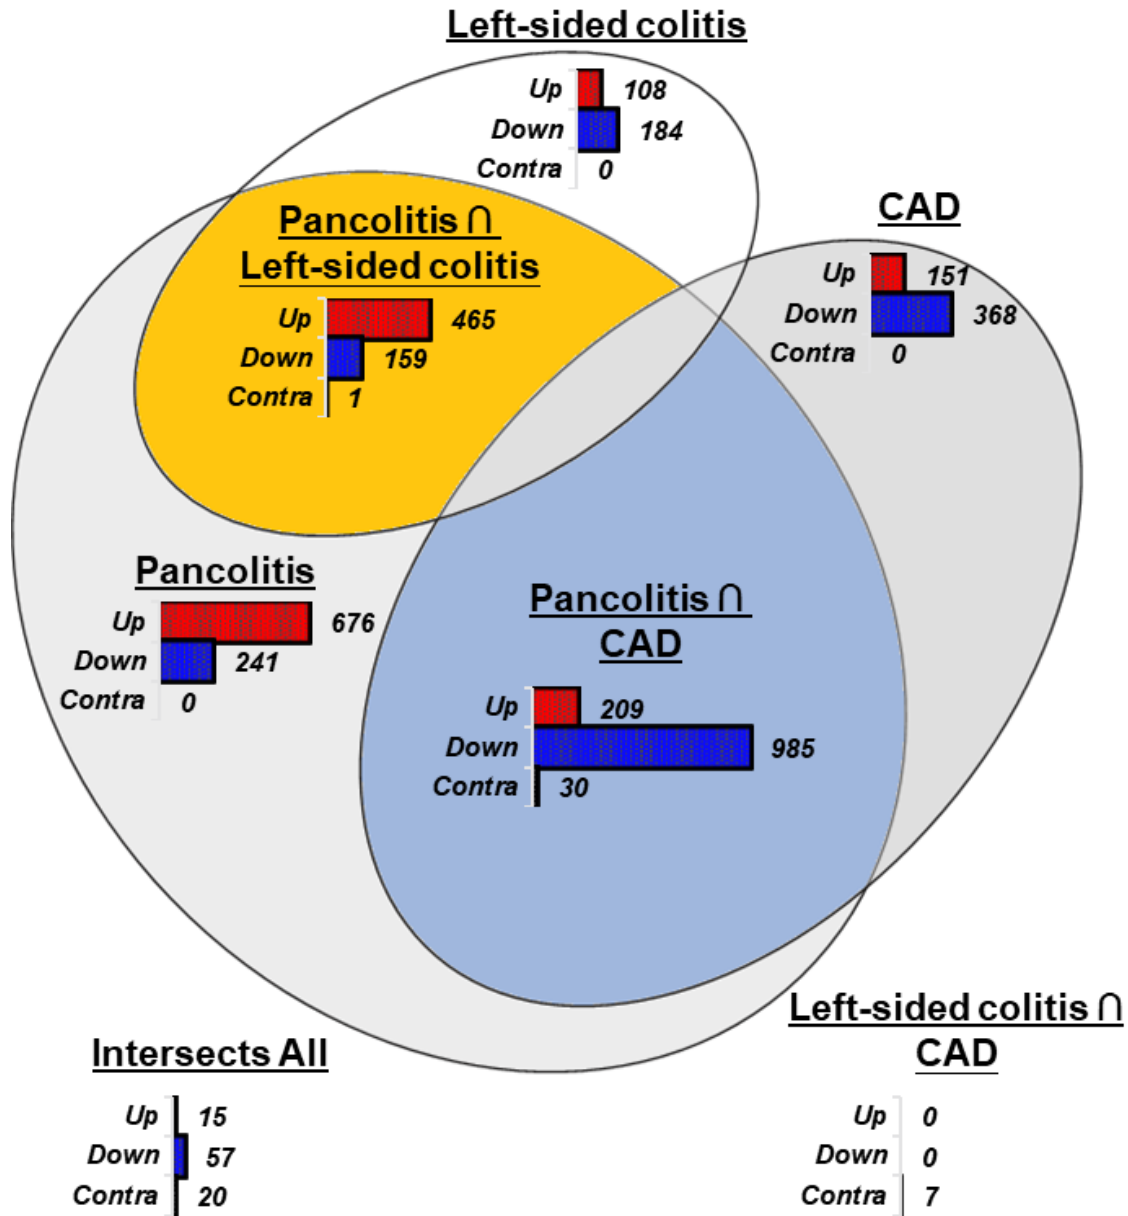 Left-sided colitis
Up 108
Down 184
Contra 0
CAD
Up 151
Down 368
Contra 0
Pancolitis ∩
Left-sided colitis
Up 465
Down 159
Contra 1
Pancolitis
Up 676
Down 241
Contra 0
Pancolitis ∩
CAD
Up 209
Down 985
Contra 30
Intersects All
Up 15
Down 57
Contra 20
Left-sided colitis ∩
CAD
Up 0
Down 0
Contra 7